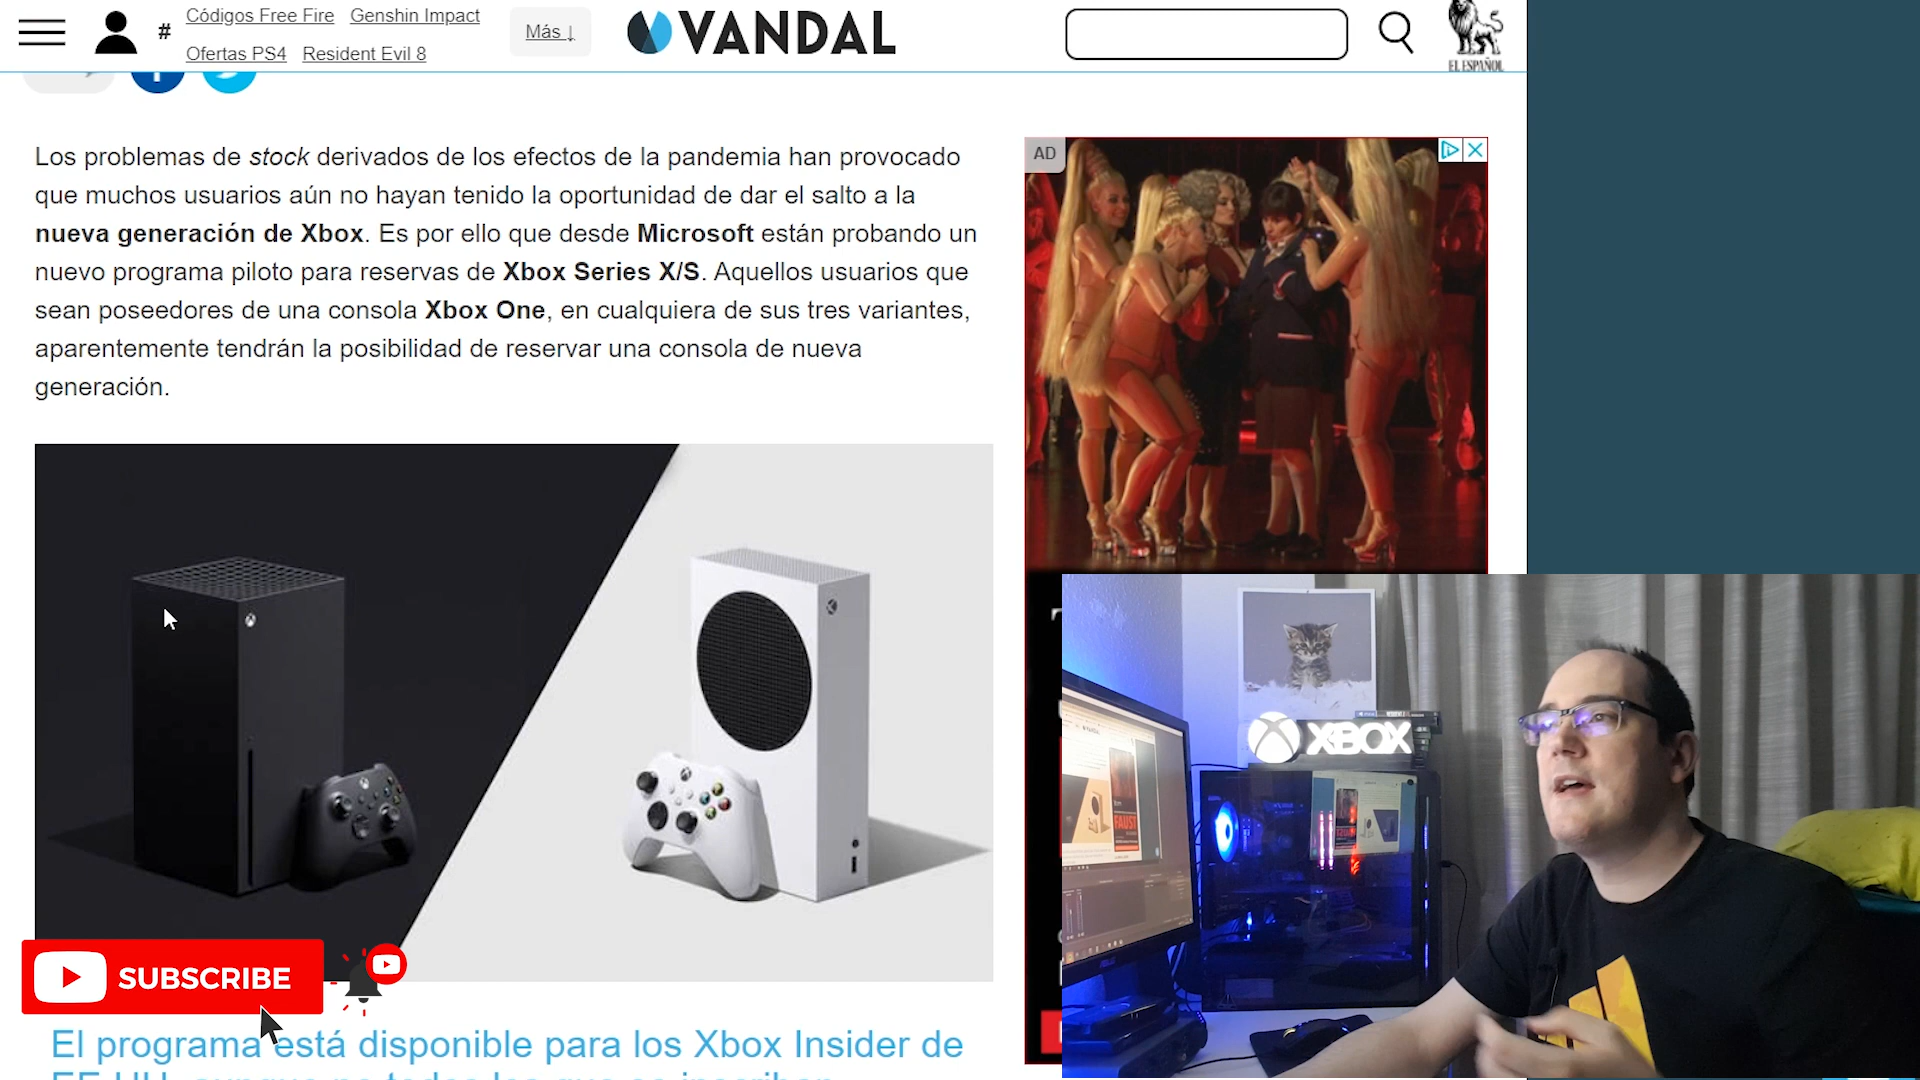 # Códigos Free Fire Genshin Impact
Ofertas PS4 Resident Evil 8
Más ↓
VANDAL
EL ESPAÑOL
Los problemas de stock derivados de los efectos de la pandemia han provocado
que muchos usuarios aún no hayan tenido la oportunidad de dar el salto a la
nueva generación de Xbox. Es por ello que desde Microsoft están probando un
nuevo programa piloto para reservas de Xbox Series X/S. Aquellos usuarios que
sean poseedores de una consola Xbox One, en cualquiera de sus tres variantes,
aparentemente tendrán la posibilidad de reservar una consola de nueva
generación.
AD
XBOX
FAUST
SUBSCRIBE
El programa está disponible para los Xbox Insider de
EE.UU., aunque no todos los que se inscriban